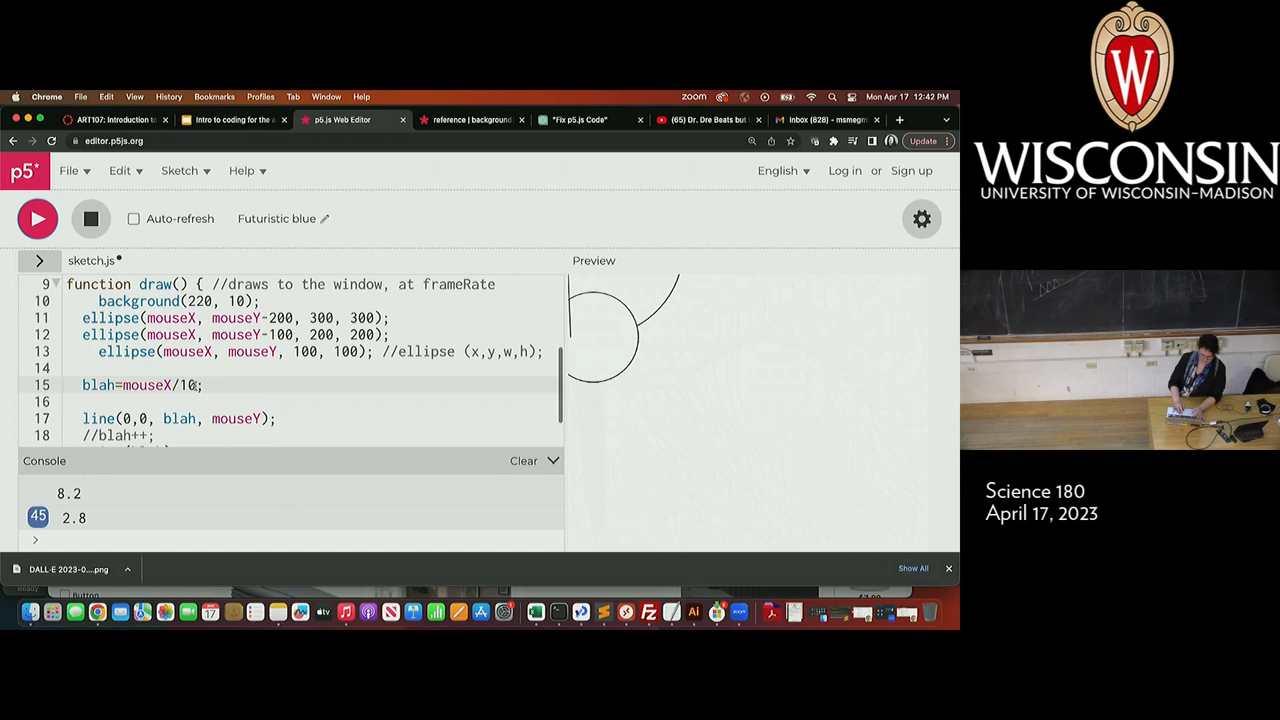 Chrome File Edit View History Bookmarks Profiles Tab Window Help
zoom Mon Apr 17 12:42 PM
ART107: Introduction to
Intro to coding for the a
p5.js Web Editor
reference | background
"Fix p5.js Code"
(65) Dr. Dre Beats but
Inbox (828) - msmegm
editor.p5js.org
Update
p5*
File
Edit
Sketch
Help
English
Log in or Sign up
Auto-refresh
Futuristic blue
sketch.js
Preview
9 function draw() { //draws to the window, at frameRate
10 background(220, 10);
11 ellipse(mouseX, mouseY-200, 300, 300);
12 ellipse(mouseX, mouseY-100, 200, 200);
13 ellipse(mouseX, mouseY, 100, 100); //ellipse (x,y,w,h);
14
15 blah=mouseX/10;
16
17 line(0,0, blah, mouseY);
18 //blah++;
Console
Clear
8.2
45 2.8
>
DALL·E 2023-0....png
Show All
W
WISCONSIN
UNIVERSITY OF WISCONSIN–MADISON
Science 180
April 17, 2023